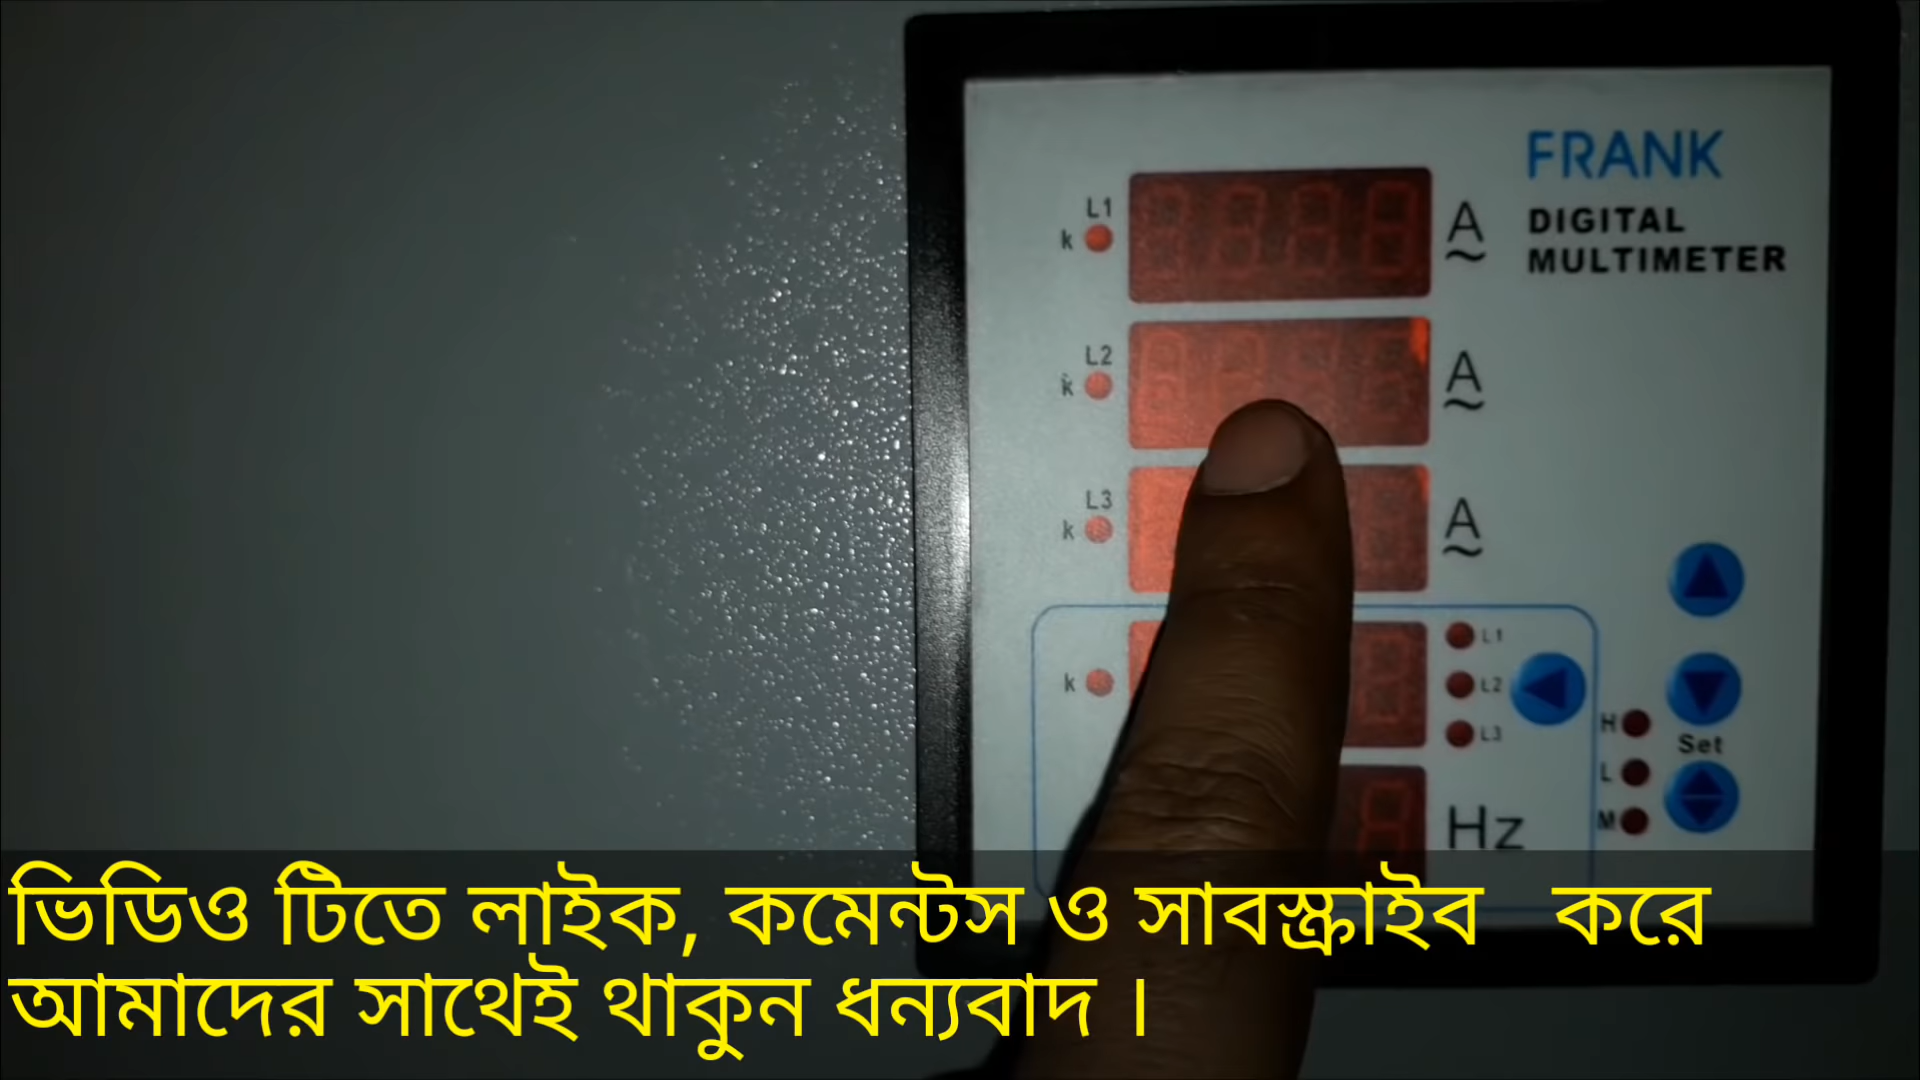 FRANK
DIGITAL
MULTIMETER
L1
k
A
L2
k
A
L3
k
A
k
L1
L2
L3
H
Set
L
M
Hz
ভিডিও টিতে লাইক, কমেন্টস ও সাবস্ক্রাইব করে
আমাদের সাথেই থাকুন ধন্যবাদ ।